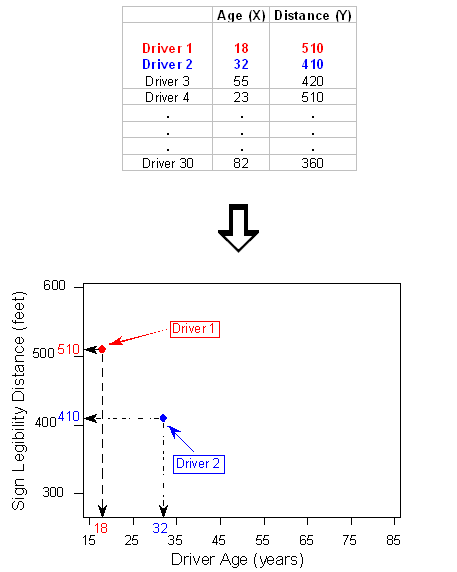 Age (X) Distance (Y)
Driver 1 18 510
Driver 2 32 410
Driver 3 55 420
Driver 4 23 510
. . .
. . .
. . .
Driver 30 82 360
Sign Legibility Distance (feet)
600
Driver 1
500 510
400 410
Driver 2
300
18 32
15 25 35 45 55 65 75 85
Driver Age (years)